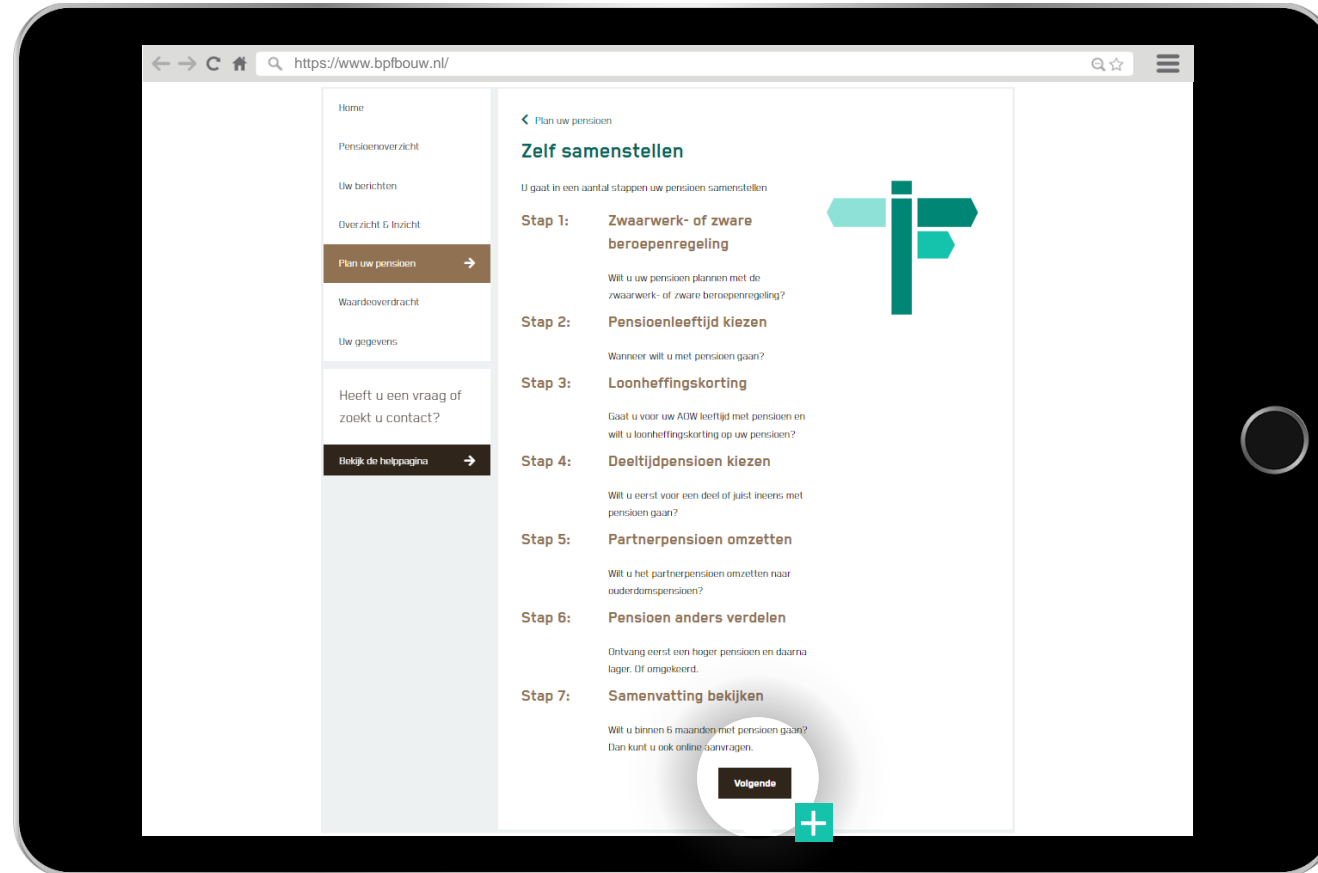 https://www.bpfbouw.nl/
Home
Pensioenoverzicht
Uw berichten
Overzicht & Inzicht
Plan uw pensioen
Waardeoverdracht
Uw gegevens
Heeft u een vraag of
zoekt u contact?
Bekijk de helppagina
Plan uw pensioen
Zelf samenstellen
U gaat in een aantal stappen uw pensioen samenstellen
Stap 1: Zwaarwerk- of zware
beroepenregeling
Wilt u uw pensioen plannen met de
zwaarwerk- of zware beroepenregeling?
Stap 2: Pensioenleeftijd kiezen
Wanneer wilt u met pensioen gaan?
Stap 3: Loonheffingskorting
Gaat u voor uw AOW leeftijd met pensioen en
wilt u loonheffingskorting op uw pensioen?
Stap 4: Deeltijdpensioen kiezen
Wilt u eerst voor een deel of juist ineens met
pensioen gaan?
Stap 5: Partnerpensioen omzetten
Wilt u het partnerpensioen omzetten naar
ouderdomspensioen?
Stap 6: Pensioen anders verdelen
Ontvang eerst een hoger pensioen en daarna
lager. Of omgekeerd.
Stap 7: Samenvatting bekijken
Wilt u binnen 6 maanden met pensioen gaan?
Dan kunt u ook online aanvragen.
Volgende